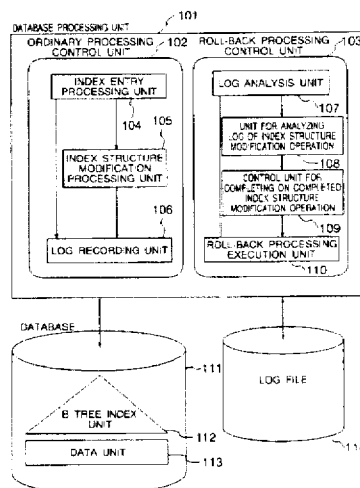 DATABASE PROCESSING UNIT
101
ORDINARY PROCESSING
CONTROL UNIT
102
INDEX ENTRY
PROCESSING UNIT
104
105
INDEX STRUCTURE
MODIFICATION
PROCESSING UNIT
106
LOG RECORDING UNIT
ROLL-BACK PROCESSING
CONTROL UNIT
103
LOG ANALYSIS UNIT
107
UNIT FOR ANALYZING
LOG OF INDEX STRUCTURE
MODIFICATION OPERATION
108
CONTROL UNIT FOR
COMPLETING ON COMPLETED
INDEX STRUCTURE
MODIFICATION OPERATION
109
ROLL-BACK PROCESSING
EXECUTION UNIT
110
DATABASE
111
B TREE INDEX
UNIT
112
DATA UNIT
113
LOG FILE